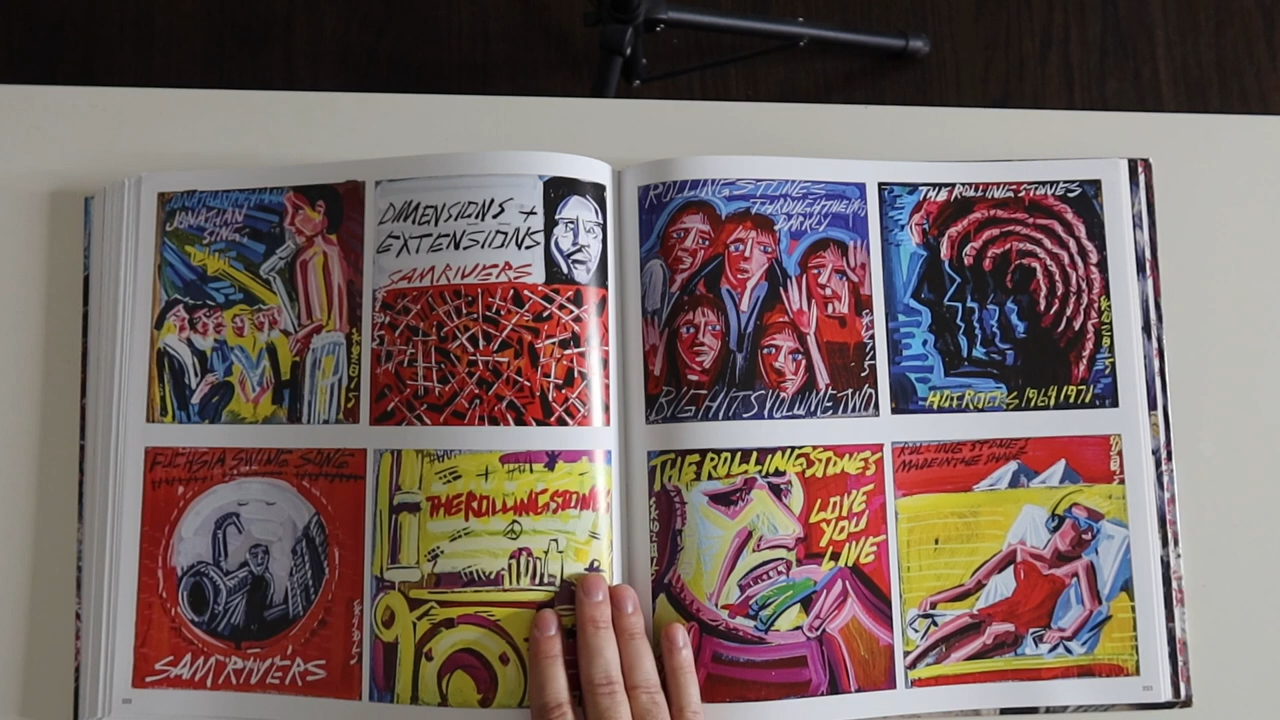 JONATHAN
SING
DIMENSIONS +
EXTENSIONS
SAM RIVERS
ROLLING STONES
THROUGH THE PAST
DARKLY
BIG HITS VOLUME TWO
THE ROLLING STONES
HOT ROCKS 1964 1971
FUCHSIA SWING SONG
SAM RIVERS
THE ROLLING STONES
THE ROLLING STONES
LOVE
YOU
LIVE
ROLLING STONES
MADE IN THE SHADE